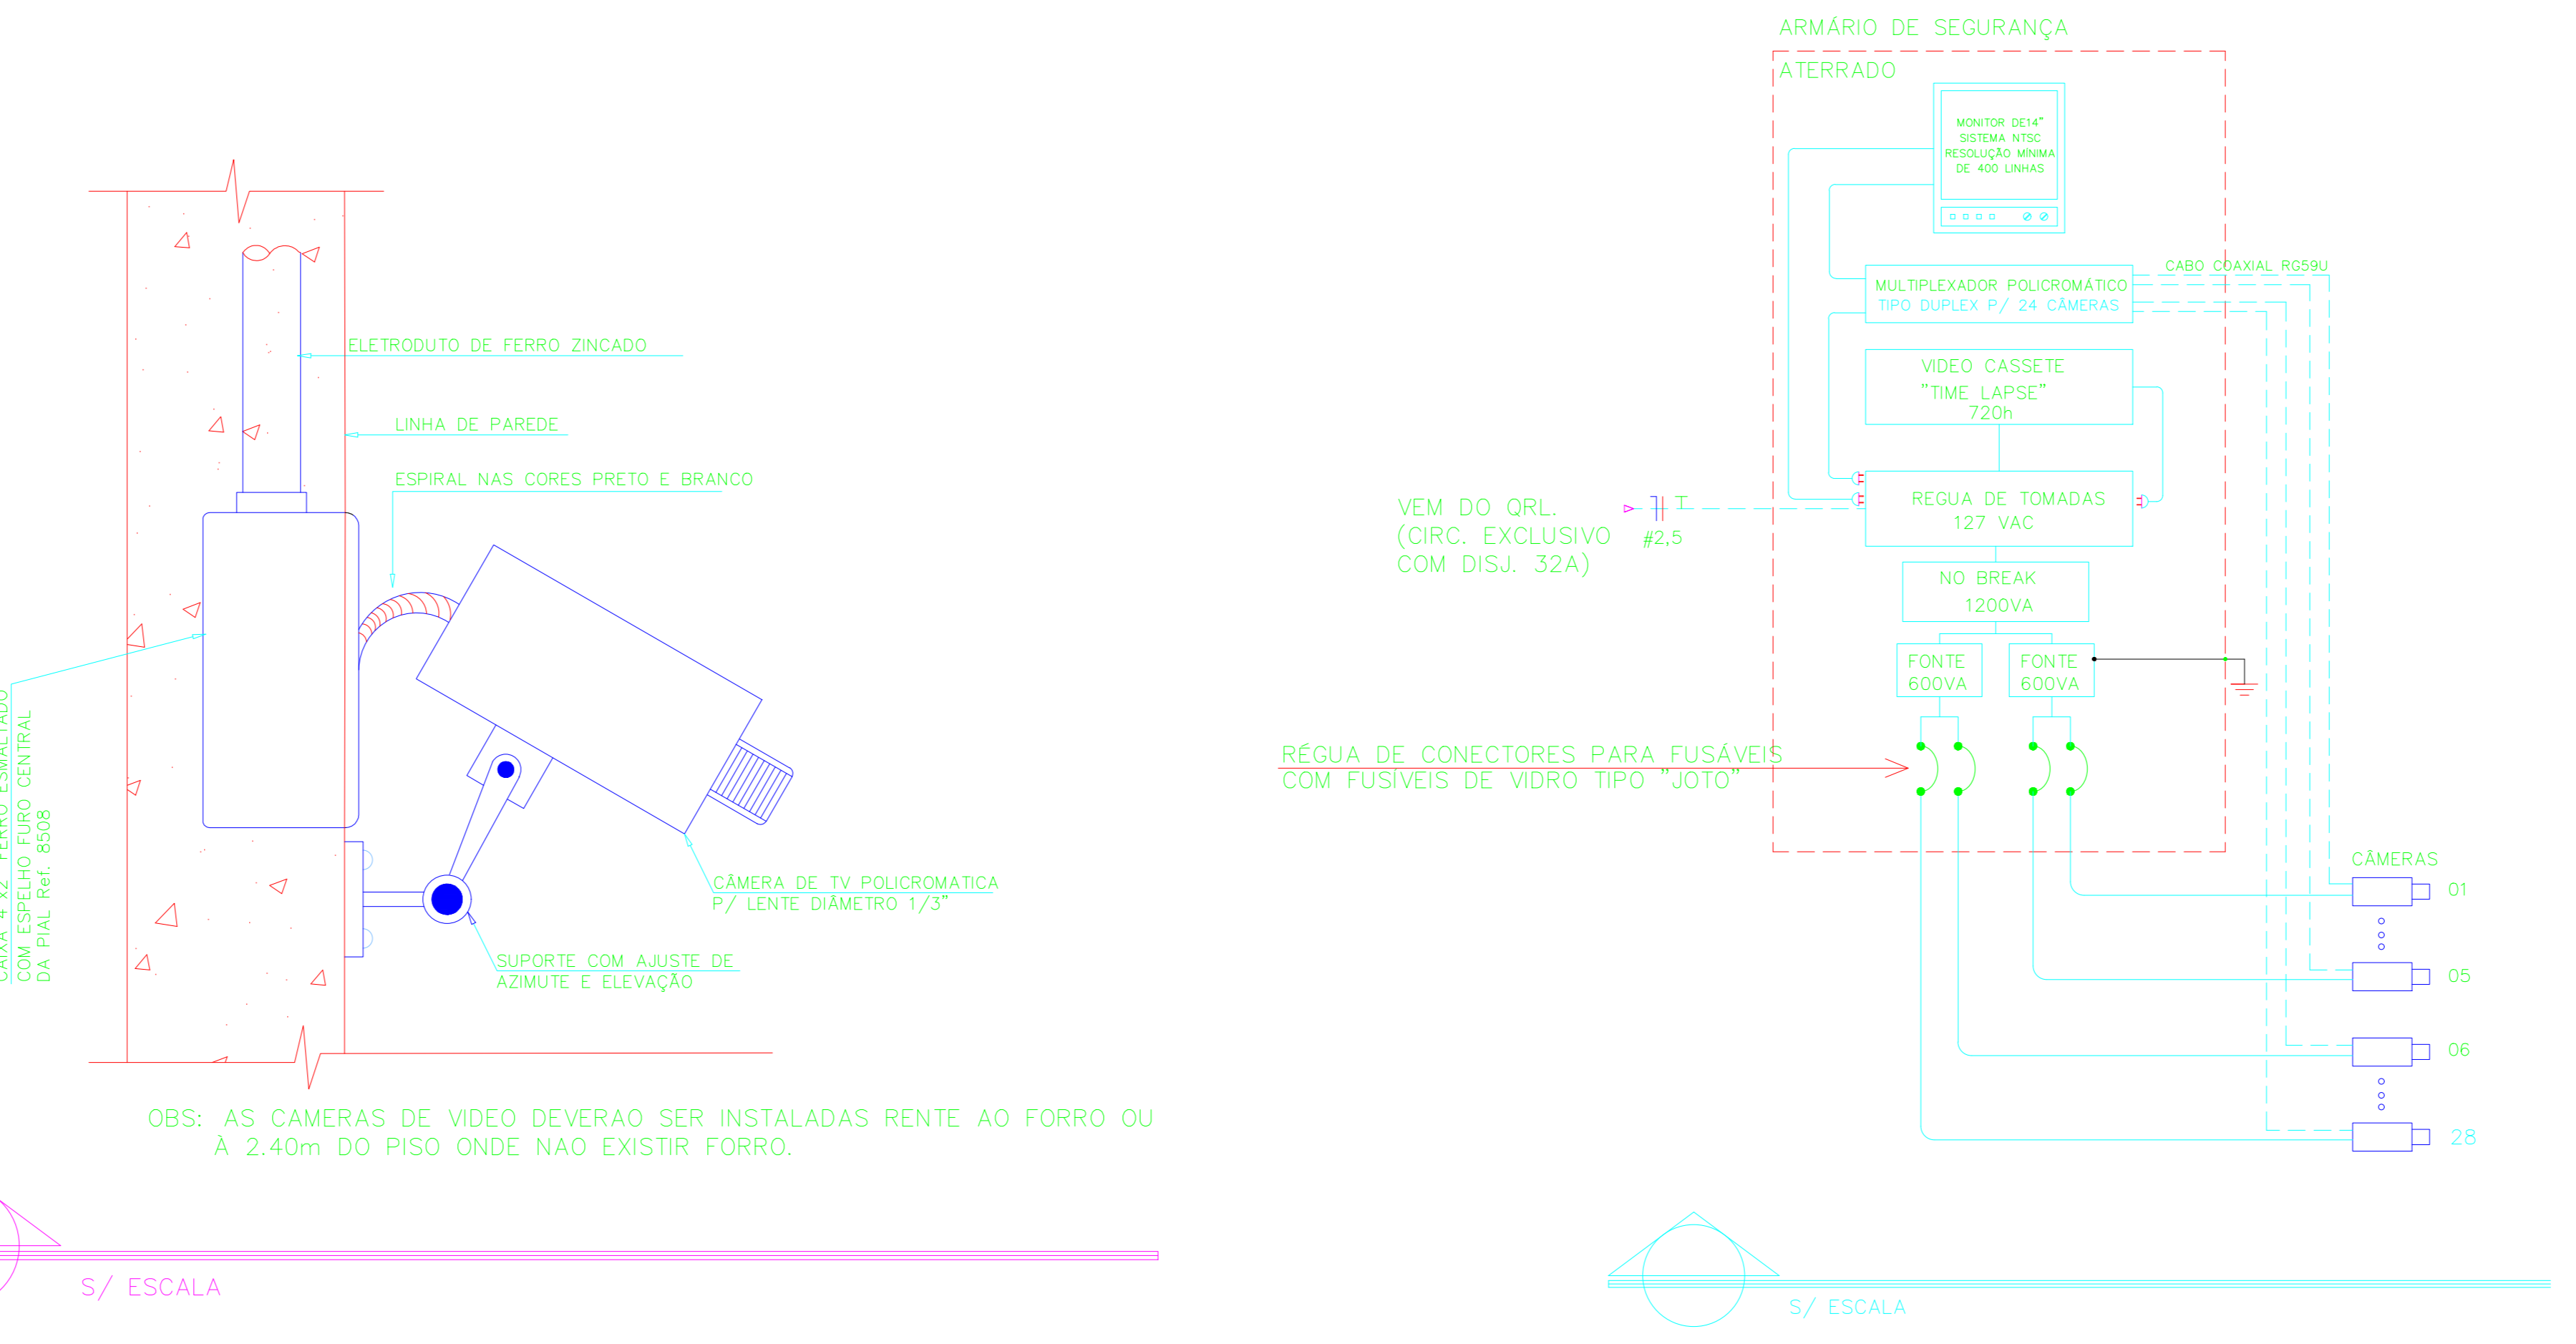 ELETRODUTO DE FERRO ZINCADO
LINHA DE PAREDE
ESPIRAL NAS CORES PRETO E BRANCO
CAIXA 4"x2" FERRO ESMALTADO
COM ESPELHO FURO CENTRAL
DA PIAL Ref. 8508
CÂMERA DE TV POLICROMATICA
P/ LENTE DIÂMETRO 1/3"
SUPORTE COM AJUSTE DE
AZIMUTE E ELEVAÇÃO
OBS: AS CAMERAS DE VIDEO DEVERAO SER INSTALADAS RENTE AO FORRO OU
À 2.40m DO PISO ONDE NAO EXISTIR FORRO.
S/ ESCALA
ARMÁRIO DE SEGURANÇA
ATERRADO
MONITOR DE14"
SISTEMA NTSC
RESOLUÇÃO MÍNIMA
DE 400 LINHAS
CABO COAXIAL RG59U
MULTIPLEXADOR POLICROMÁTICO
TIPO DUPLEX P/ 24 CÂMERAS
VIDEO CASSETE
"TIME LAPSE"
720h
REGUA DE TOMADAS
127 VAC
VEM DO QRL.
(CIRC. EXCLUSIVO
COM DISJ. 32A)
#2,5
NO BREAK
1200VA
FONTE
600VA
FONTE
600VA
RÉGUA DE CONECTORES PARA FUSÁVEIS
COM FUSÍVEIS DE VIDRO TIPO "JOTO"
CÂMERAS
01
05
06
28
S/ ESCALA